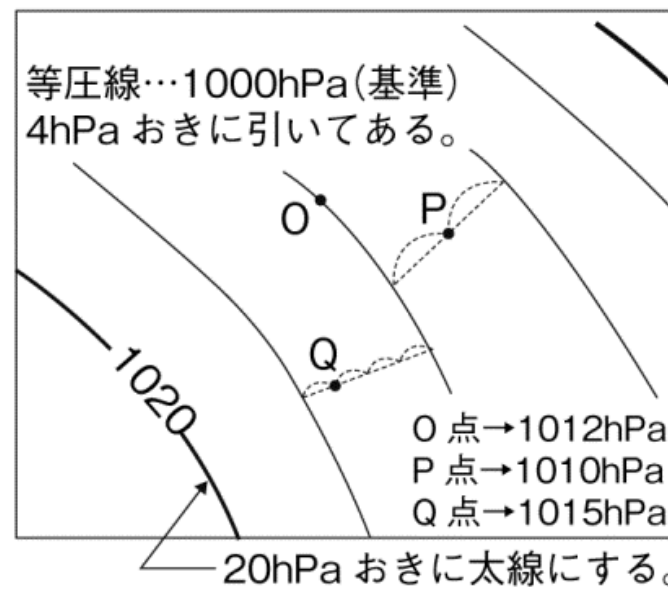 等圧線…1000hPa（基準）
4hPa おきに引いてある。
O
P
Q
1020
O 点→1012hPa
P 点→1010hPa
Q 点→1015hPa
20hPa おきに太線にする。